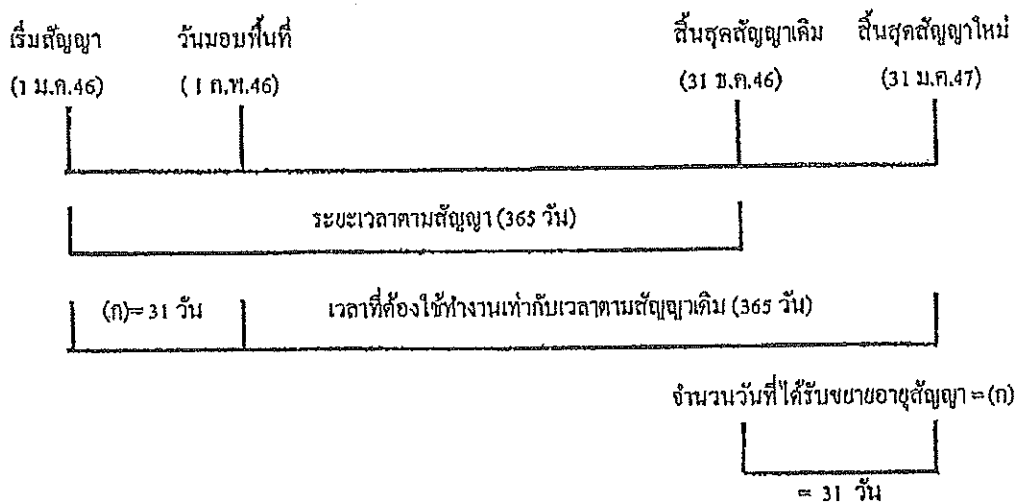 เริ่มสัญญา วันมอบพื้นที่ สิ้นสุดสัญญาเดิม สิ้นสุดสัญญาใหม่
(1 ม.ค.46) (1 ก.พ.46) (31 ธ.ค.46) (31 ม.ค.47)
ระยะเวลาตามสัญญา (365 วัน)
(ก)= 31 วัน เวลาที่ต้องใช้ทำงานเท่ากับเวลาตามสัญญาเดิม (365 วัน)
จำนวนวันที่ได้รับขยายอายุสัญญา = (ก)
= 31 วัน